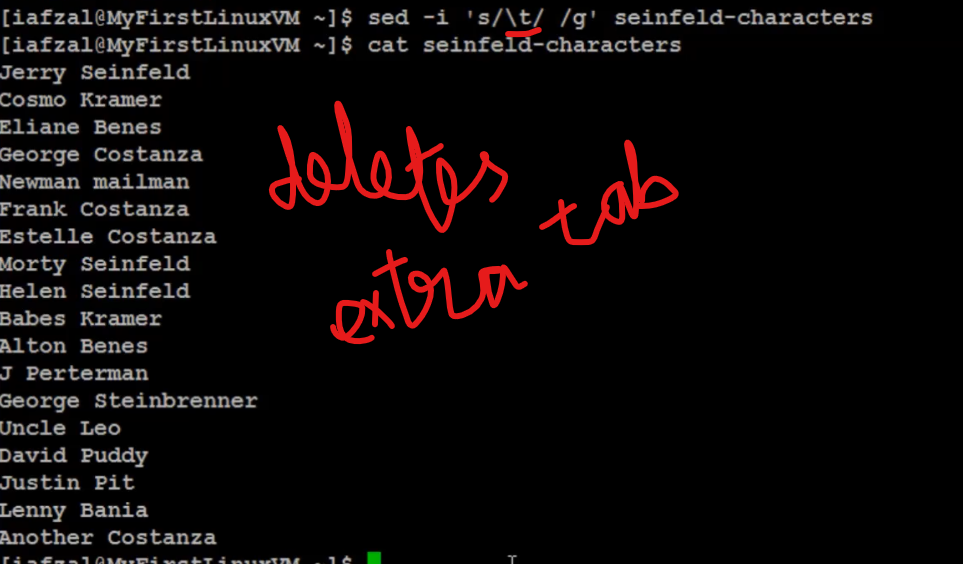 [iafzal@MyFirstLinuxVM ~]$ sed -i 's/\t/ /g' seinfeld-characters
[iafzal@MyFirstLinuxVM ~]$ cat seinfeld-characters
Jerry Seinfeld
Cosmo Kramer
Eliane Benes
George Costanza
Newman mailman
Frank Costanza
Estelle Costanza
Morty Seinfeld
Helen Seinfeld
Babes Kramer
Alton Benes
J Perterman
George Steinbrenner
Uncle Leo
David Puddy
Justin Pit
Lenny Bania
Another Costanza
[iafzal@MyFirstLinuxVM ~]$
deletes
extra tab